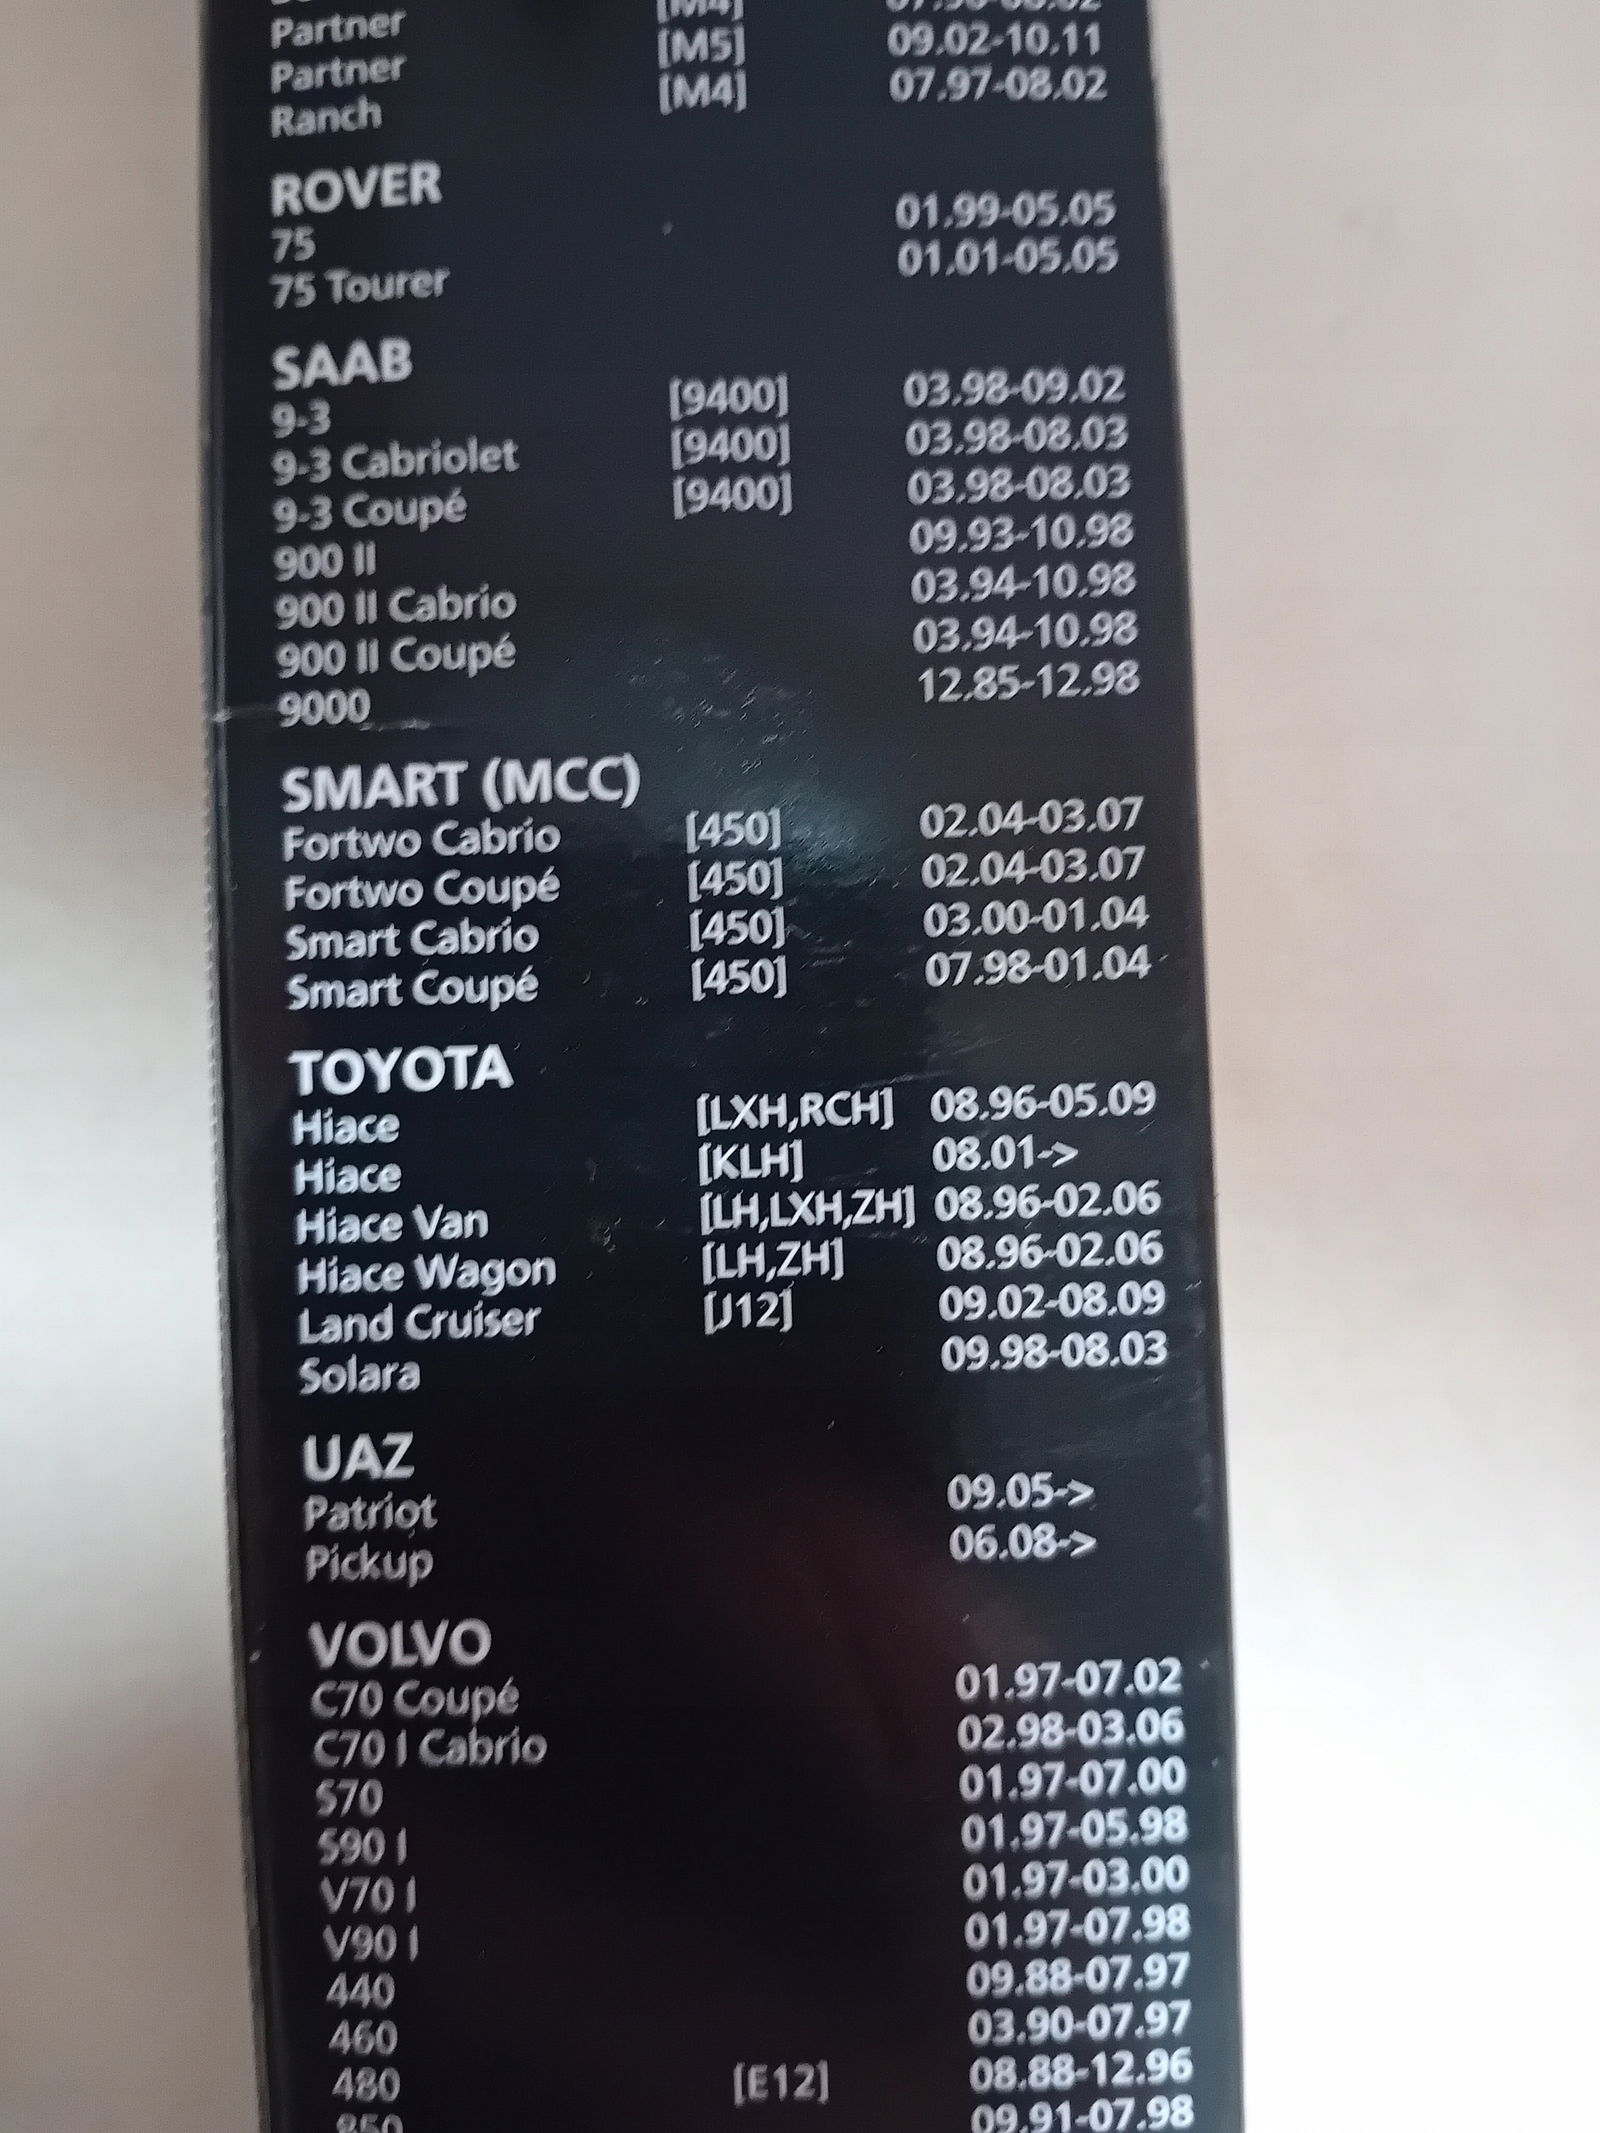 [M4]
Partner [M5] 09.02-10.11
Partner [M4] 07.97-08.02
Ranch
ROVER
75 01.99-05.05
75 Tourer 01.01-05.05
SAAB
9-3 [9400] 03.98-09.02
9-3 Cabriolet [9400] 03.98-08.03
9-3 Coupé [9400] 03.98-08.03
900 II 09.93-10.98
900 II Cabrio 03.94-10.98
900 II Coupé 03.94-10.98
9000 12.85-12.98
SMART (MCC)
Fortwo Cabrio [450] 02.04-03.07
Fortwo Coupé [450] 02.04-03.07
Smart Cabrio [450] 03.00-01.04
Smart Coupé [450] 07.98-01.04
TOYOTA
Hiace [LXH,RCH] 08.96-05.09
Hiace [KLH] 08.01->
Hiace Van [LH,LXH,ZH] 08.96-02.06
Hiace Wagon [LH,ZH] 08.96-02.06
Land Cruiser [J12] 09.02-08.09
Solara 09.98-08.03
UAZ
Patriot 09.05->
Pickup 06.08->
VOLVO
C70 Coupé 01.97-07.02
C70 I Cabrio 02.98-03.06
S70 01.97-07.00
S90 I 01.97-05.98
V70 I 01.97-03.00
V90 I 01.97-07.98
440 09.88-07.97
460 03.90-07.97
480 [E12] 08.88-12.96
850 09.91-07.98